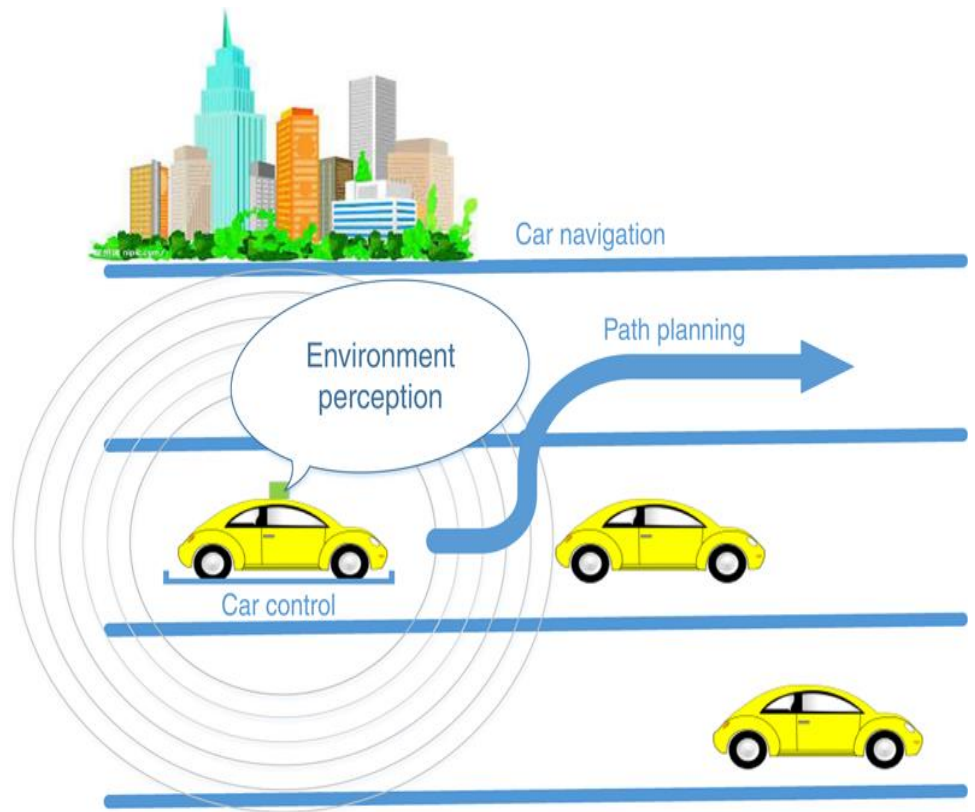 Car navigation
Path planning
Environment
perception
Car control